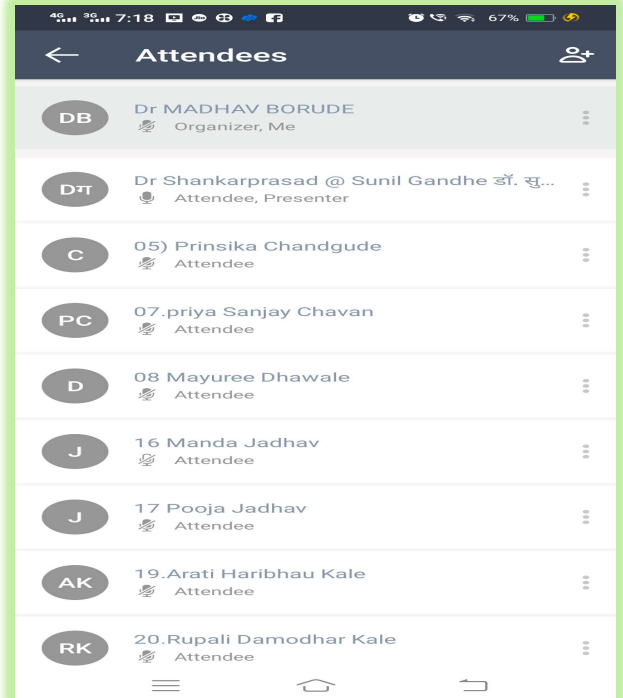 4G 3G 7:18 67%
Attendees
DB
Dr MADHAV BORUDE
Organizer, Me
Dग
Dr Shankarprasad @ Sunil Gandhe डॉ. सु...
Attendee, Presenter
C
05) Prinsika Chandgude
Attendee
PC
07.priya Sanjay Chavan
Attendee
D
08 Mayuree Dhawale
Attendee
J
16 Manda Jadhav
Attendee
J
17 Pooja Jadhav
Attendee
AK
19.Arati Haribhau Kale
Attendee
RK
20.Rupali Damodhar Kale
Attendee